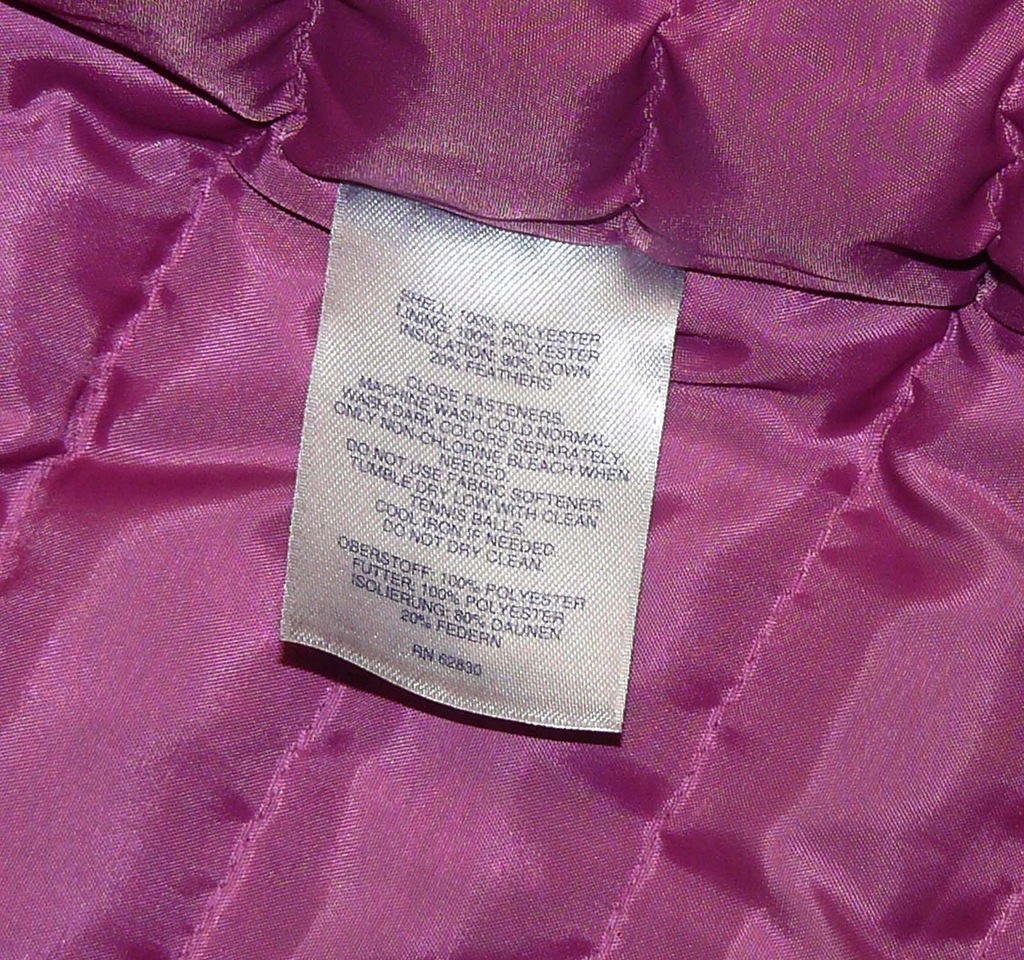 SHELL: 100% POLYESTER
LINING: 100% POLYESTER
INSULATION: 80% DOWN
20% FEATHERS
CLOSE FASTENERS,
MACHINE WASH COLD NORMAL
WASH DARK COLORS SEPARATELY
ONLY NON-CHLORINE BLEACH WHEN
NEEDED
DO NOT USE FABRIC SOFTENER
TUMBLE DRY LOW WITH CLEAN
TENNIS BALLS
COOL IRON IF NEEDED
DO NOT DRY CLEAN.
OBERSTOFF: 100% POLYESTER
FUTTER: 100% POLYESTER
ISOLIERUNG: 80% DAUNEN
20% FEDERN
RN 62830